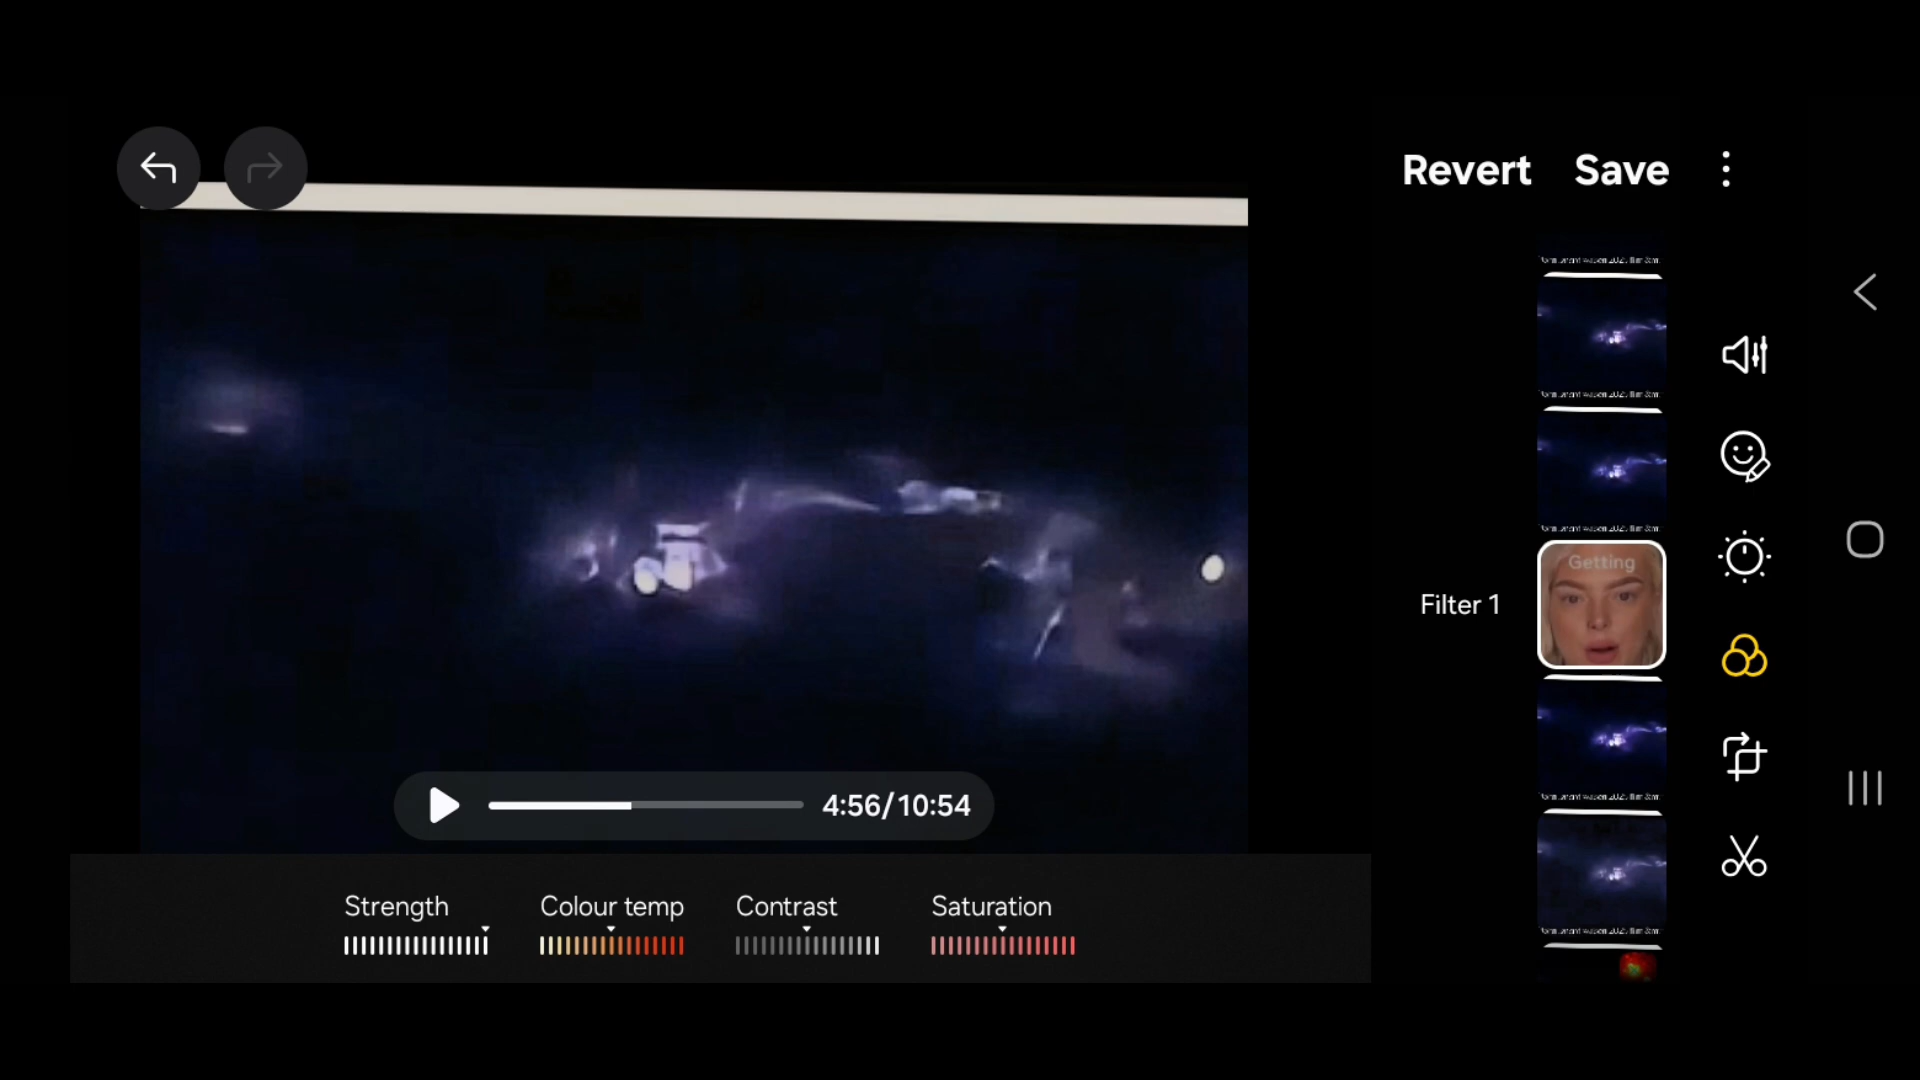 Revert Save
Getting
Filter 1
4:56/10:54
Strength Colour temp Contrast Saturation